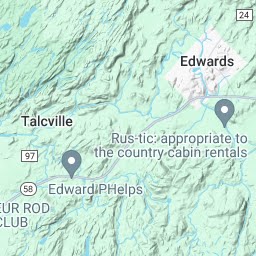 24
Edwards
Talcville
Rus-tic: appropriate to
the country cabin rentals
97
58
Edward PHelps
EUR ROD
CLUB